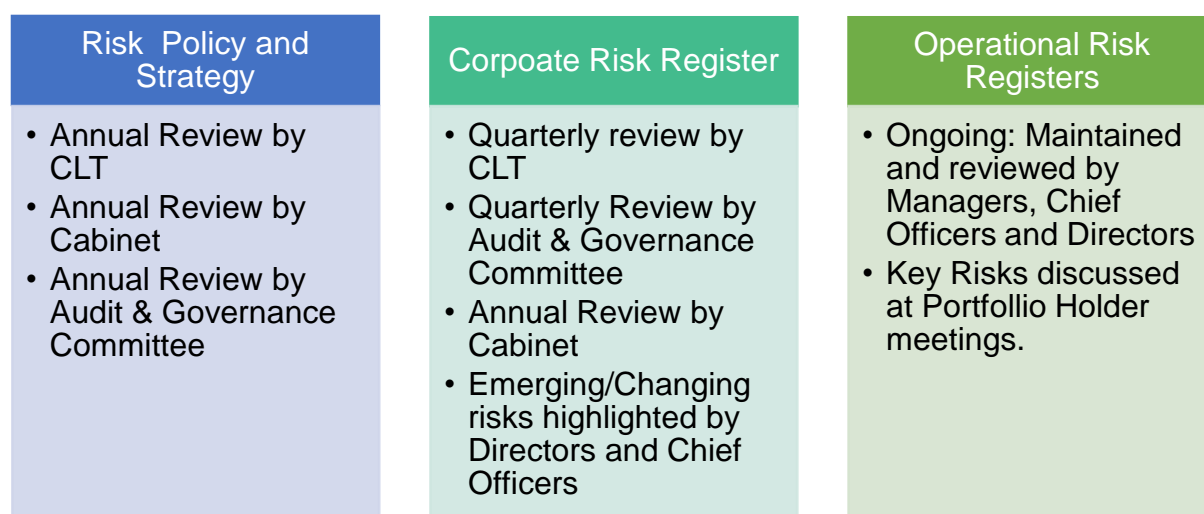 Risk  Policy and
Strategy
• Annual Review by
CLT
• Annual Review by
Cabinet
• Annual Review by
Audit & Governance
Committee
Corpoate Risk Register
• Quarterly review by
CLT
• Quarterly Review by
Audit & Governance
Committee
• Annual Review by
Cabinet
• Emerging/Changing
risks highlighted by
Directors and Chief
Officers
Operational Risk
Registers
• Ongoing: Maintained
and reviewed by
Managers, Chief
Officers and Directors
• Key Risks discussed
at Portfollio Holder
meetings.